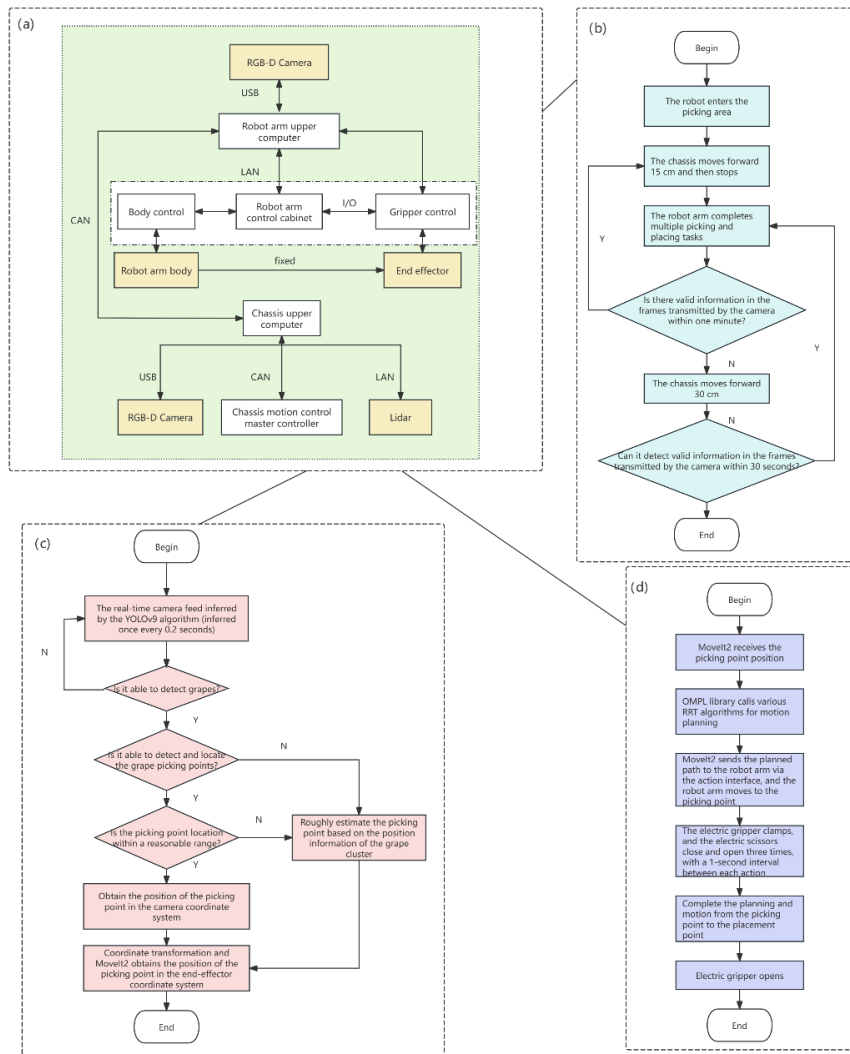 (a)
RGB-D Camera
USB
Robot arm upper
computer
LAN
CAN
Body control
Robot arm
control cabinet
I/O
Gripper control
Robot arm body
fixed
End effector
Chassis upper
computer
USB
CAN
LAN
RGB-D Camera
Chassis motion control
master controller
Lidar
(b)
Begin
The robot enters the
picking area
The chassis moves forward
15 cm and then stops
The robot arm completes
multiple picking and
placing tasks
Y
Is there valid information in the
frames transmitted by the camera
within one minute?
Y
N
The chassis moves forward
30 cm
N
Can it detect valid information in the frames
transmitted by the camera within 30 seconds?
End
(c)
Begin
The real-time camera feed inferred
by the YOLOv9 algorithm (inferred
once every 0.2 seconds)
N
Is it able to detect grapes?
Y
N
Is it able to detect and locate
the grape picking points?
Y
N
Is the picking point location
within a reasonable range?
Roughly estimate the picking
point based on the position
information of the grape
cluster
Y
Obtain the position of the picking
point in the camera coordinate
system
Coordinate transformation and
MoveIt2 obtains the position of the
picking point in the end-effector
coordinate system
End
(d)
Begin
MoveIt2 receives the
picking point position
OMPL library calls various
RRT algorithms for motion
planning
MoveIt2 sends the planned
path to the robot arm via
the action interface, and the
robot arm moves to the
picking point
The electric gripper clamps,
and the electric scissors
close and open three times,
with a 1-second interval
between each action
Complete the planning and
motion from the picking
point to the placement
point
Electric gripper opens
End